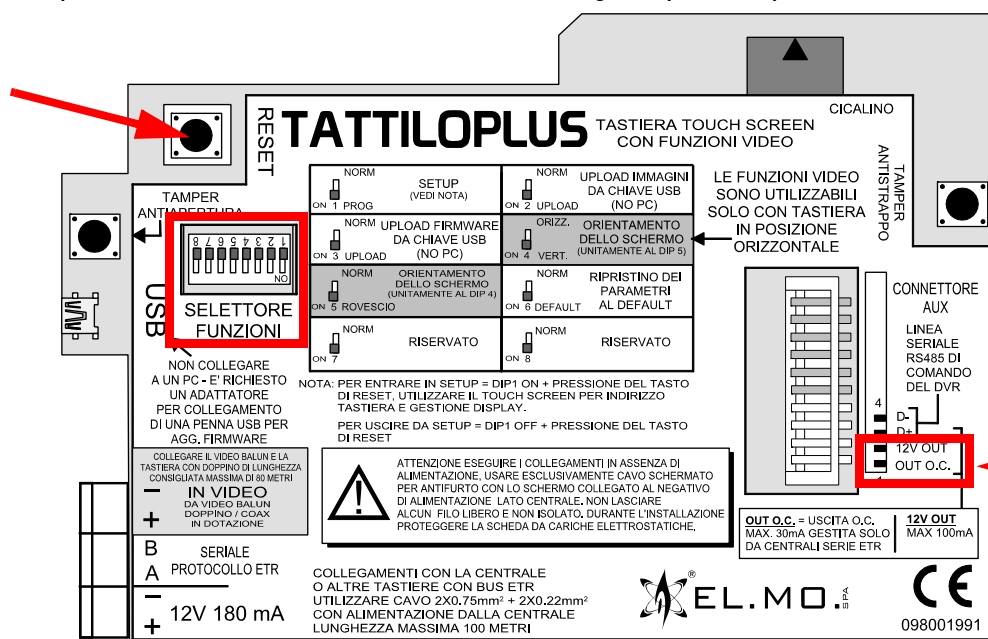 RESET
TATTILOPLUS
TASTIERA TOUCH SCREEN
CON FUNZIONI VIDEO
CICALINO
TAMPER
ANTISTRAPPO
TAMPER
ANTIAPERTURA
8 7 6 5 4 3 2 1
ON
SELETTORE
FUNZIONI
USB
NORM
ON 1 PROG
SETUP
(VEDI NOTA)
NORM
ON 2 UPLOAD
UPLOAD IMMAGINI
DA CHIAVE USB
(NO PC)
NORM
ON 3 UPLOAD
UPLOAD FIRMWARE
DA CHIAVE USB
(NO PC)
ORIZZ.
ON 4 VERT.
ORIENTAMENTO
DELLO SCHERMO
(UNITAMENTE AL DIP 5)
NORM
ON 5 ROVESCIO
ORIENTAMENTO
DELLO SCHERMO
(UNITAMENTE AL DIP 4)
NORM
ON 6 DEFAULT
RIPRISTINO DEI
PARAMETRI
AL DEFAULT
NORM
ON 7
RISERVATO
NORM
ON 8
RISERVATO
LE FUNZIONI VIDEO
SONO UTILIZZABILI
SOLO CON TASTIERA
IN POSIZIONE
ORIZZONTALE
NON COLLEGARE
A UN PC - E' RICHIESTO
UN ADATTATORE
PER COLLEGAMENTO
DI UNA PENNA USB PER
AGG. FIRMWARE
NOTA: PER ENTRARE IN SETUP = DIP1 ON + PRESSIONE DEL TASTO
DI RESET, UTILIZZARE IL TOUCH SCREEN PER INDIRIZZO
TASTIERA E GESTIONE DISPLAY.
PER USCIRE DA SETUP = DIP1 OFF + PRESSIONE DEL TASTO
DI RESET
CONNETTORE
AUX
LINEA
SERIALE
RS485 DI
COMANDO
DEL DVR
4
D-
D+
12V OUT
OUT O.C.
COLLEGARE IL VIDEO BALUN E LA
TASTIERA CON DOPPINO DI LUNGHEZZA
CONSIGLIATA MASSIMA DI 80 METRI
IN VIDEO
DA VIDEO BALUN
DOPPINO / COAX
IN DOTAZIONE
−
+
ATTENZIONE ESEGUIRE I COLLEGAMENTI IN ASSENZA DI
ALIMENTAZIONE, USARE ESCLUSIVAMENTE CAVO SCHERMATO
PER ANTIFURTO CON LO SCHERMO COLLEGATO AL NEGATIVO
DI ALIMENTAZIONE LATO CENTRALE. NON LASCIARE
ALCUN FILO LIBERO E NON ISOLATO. DURANTE L'INSTALLAZIONE
PROTEGGERE LA SCHEDA DA CARICHE ELETTROSTATICHE.
OUT O.C. = USCITA O.C.
MAX. 30mA GESTITA SOLO
DA CENTRALI SERIE ETR
12V OUT
MAX 100mA
B
A
SERIALE
PROTOCOLLO ETR
−
+
12V 180 mA
COLLEGAMENTI CON LA CENTRALE
O ALTRE TASTIERE CON BUS ETR
UTILIZZARE CAVO 2X0.75mm² + 2X0.22mm²
CON ALIMENTAZIONE DALLA CENTRALE
LUNGHEZZA MASSIMA 100 METRI
® EL.MO. SPA
CE
098001991